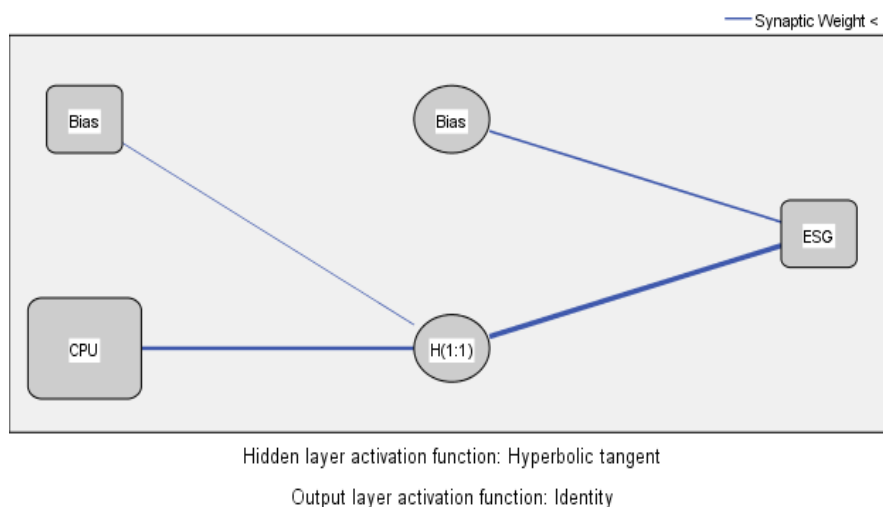 Synaptic Weight <
Bias
Bias
ESG
CPU
H(1:1)
Hidden layer activation function: Hyperbolic tangent
Output layer activation function: Identity